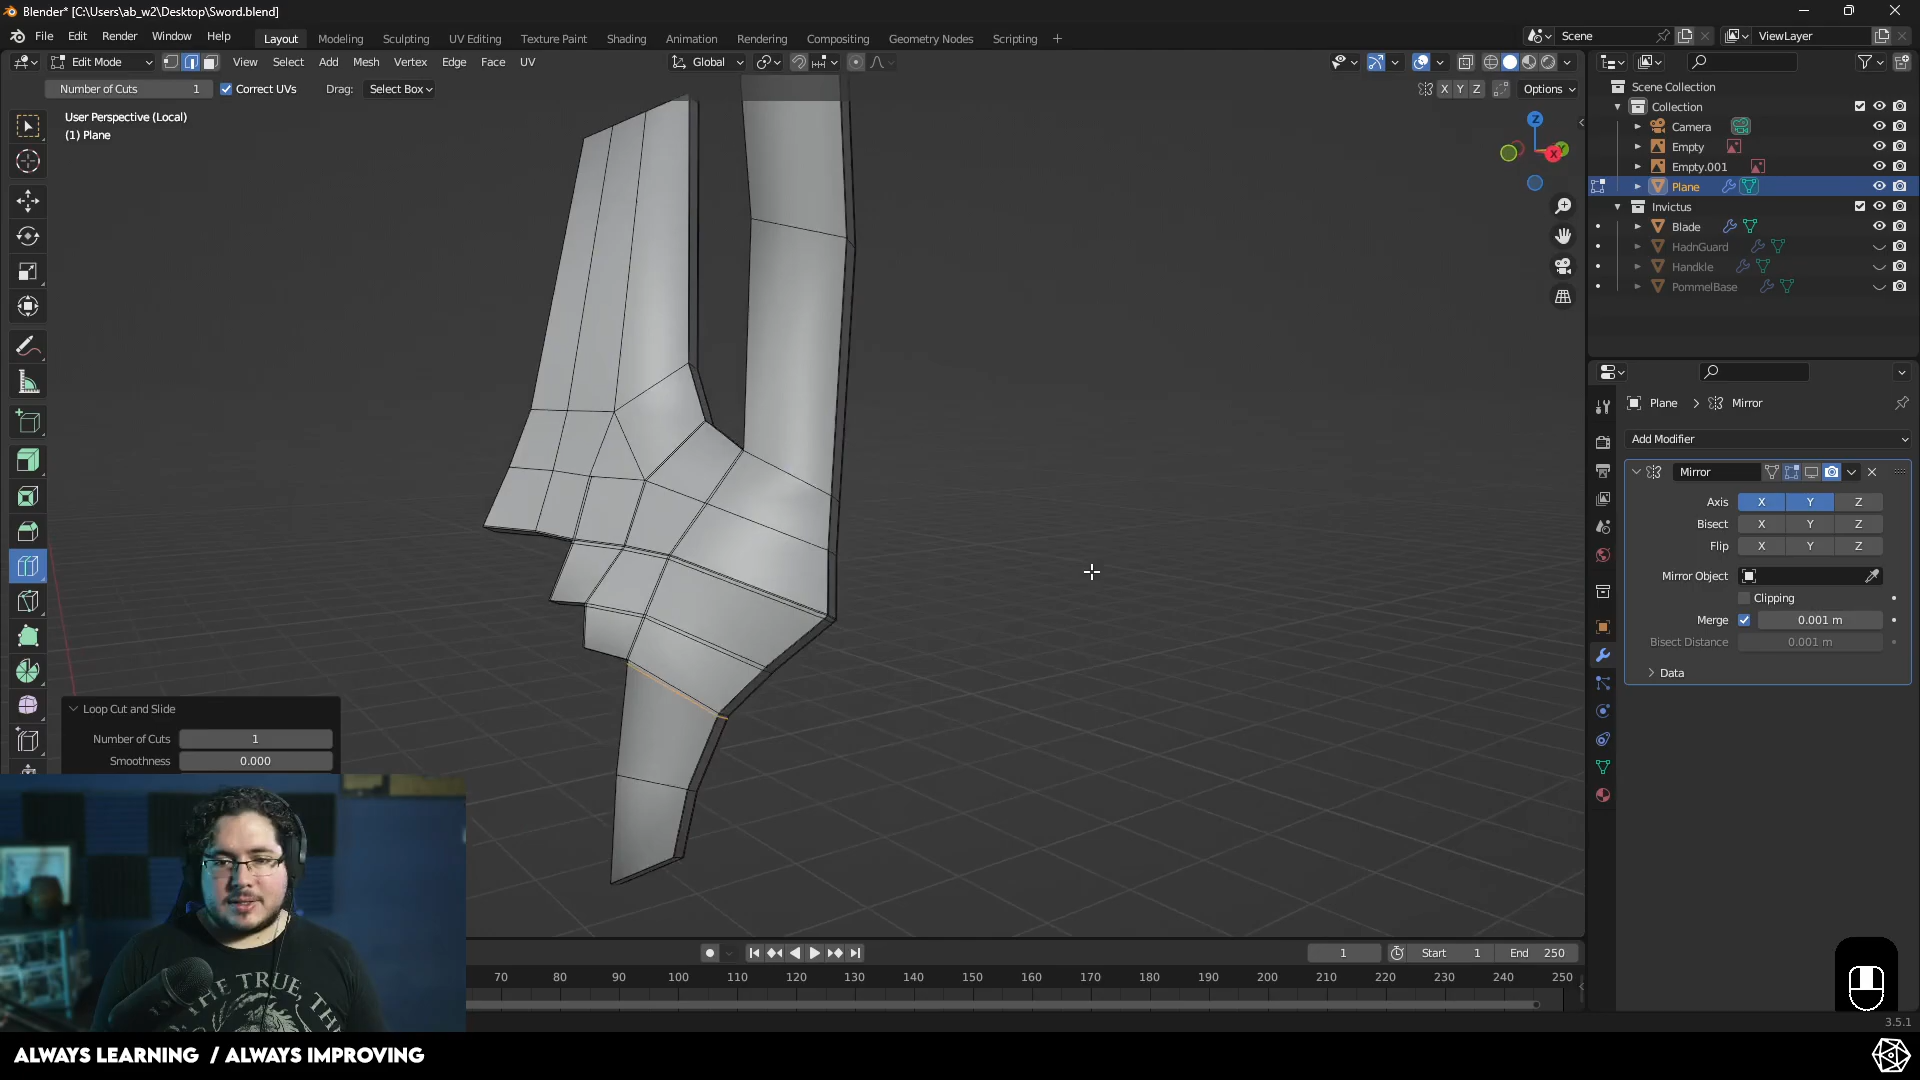 Blender* [C:\Users\ab_w2\Desktop\Sword.blend]
File Edit Render Window Help Layout Modeling Sculpting UV Editing Texture Paint Shading Animation Rendering Compositing Geometry Nodes Scripting + Scene ViewLayer
Edit Mode View Select Add Mesh Vertex Edge Face UV Global
Number of Cuts 1 Correct UVs Drag: Select Box X Y Z Options
User Perspective (Local)
(1) Plane
Z
X
Scene Collection
Collection
Camera
Empty
Empty.001
Plane
Invictus
Blade
HadnGuard
Handkle
PommelBase
Plane > Mirror
Add Modifier
Mirror
Axis X Y Z
Bisect X Y Z
Flip X Y Z
Mirror Object
Clipping
Merge 0.001 m
Bisect Distance 0.001 m
Data
Loop Cut and Slide
Number of Cuts 1
Smoothness 0.000
1 Start 1 End 250
70 80 90 100 110 120 130 140 150 160 170 180 190 200 210 220 230 240 250
3.5.1
THE TRUE, TH
ALWAYS LEARNING / ALWAYS IMPROVING